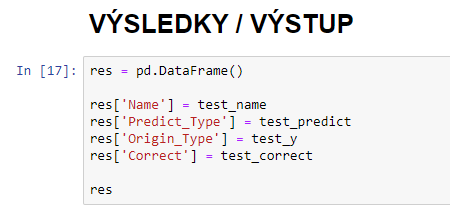 VÝSLEDKY / VÝSTUP
In [17]: res = pd.DataFrame()
res['Name'] = test_name
res['Predict_Type'] = test_predict
res['Origin_Type'] = test_y
res['Correct'] = test_correct
res